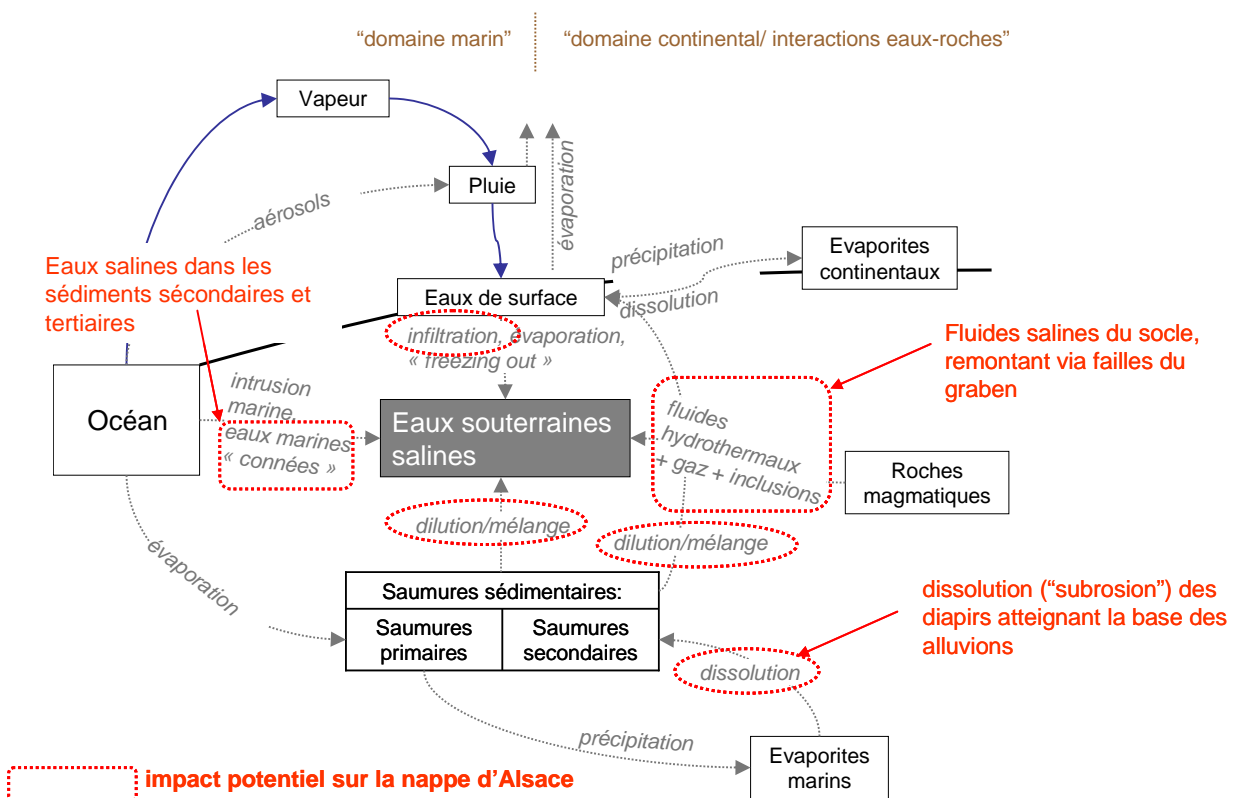 “domaine marin”
“domaine continental/ interactions eaux-roches”
Vapeur
Pluie
aérosols
évaporation
Eaux salines dans les
sédiments sécondaires et
tertiaires
précipitation
dissolution
Evaporites
continentaux
Eaux de surface
infiltration, évaporation,
« freezing out »
Fluides salines du socle,
remontant via failles du
graben
Océan
intrusion
marine,
eaux marines
« connées »
Eaux souterraines
salines
fluides
hydrothermaux
+ gaz + inclusions
Roches
magmatiques
dilution/mélange
dilution/mélange
évaporation
Saumures sédimentaires:
Saumures
primaires
Saumures
secondaires
dissolution (“subrosion”) des
diapirs atteignant la base des
alluvions
dissolution
précipitation
Evaporites
marins
impact potentiel sur la nappe d’Alsace